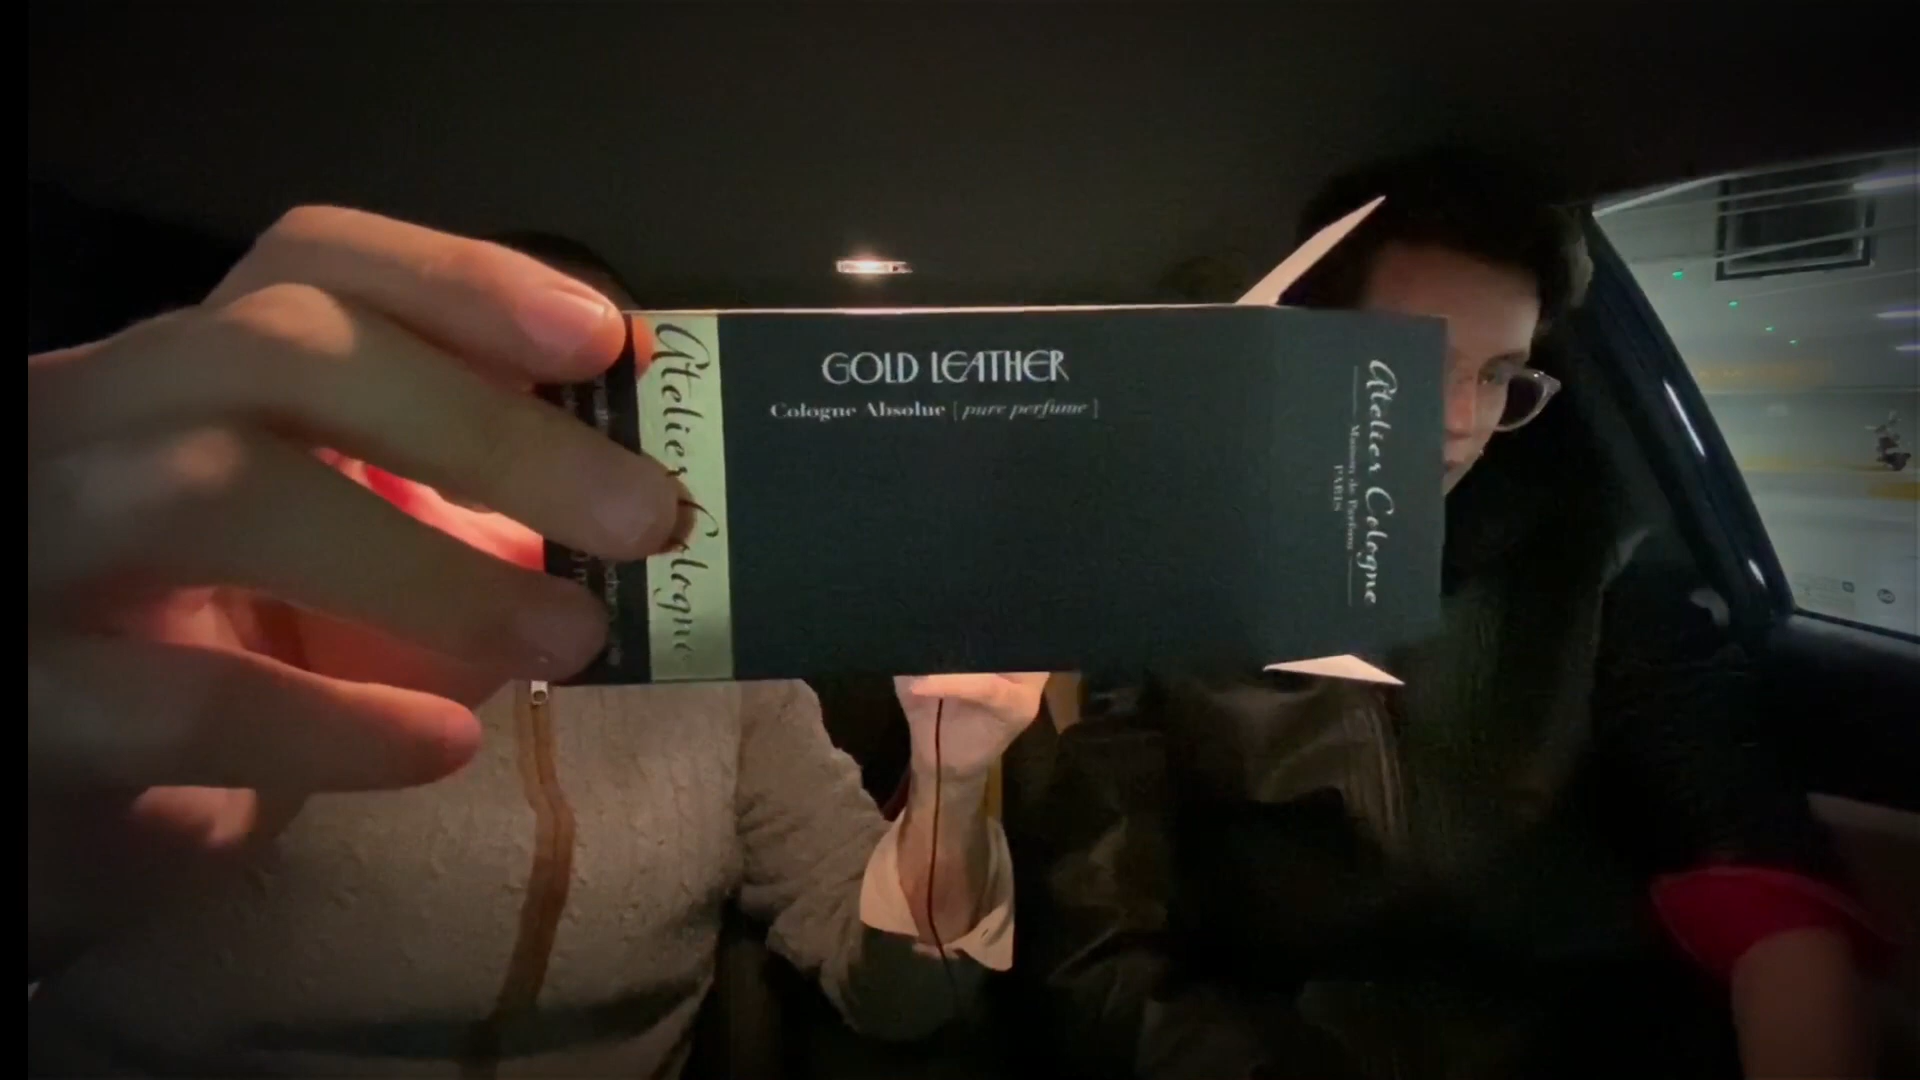 Atelier Cologne
GOLD LEATHER
Cologne Absolue [ pure perfume ]
Atelier Cologne
Maison de Parfum
PARIS